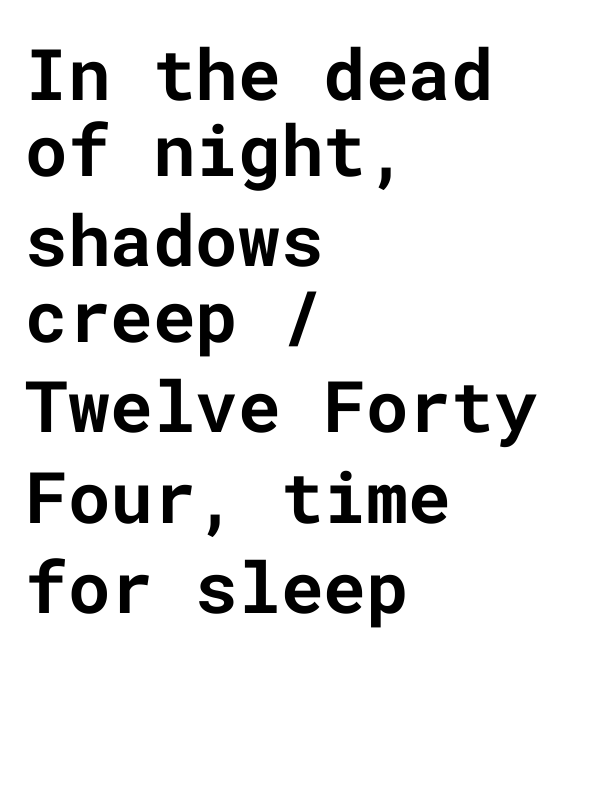 In the dead
of night,
shadows
creep /
Twelve Forty
Four, time
for sleep